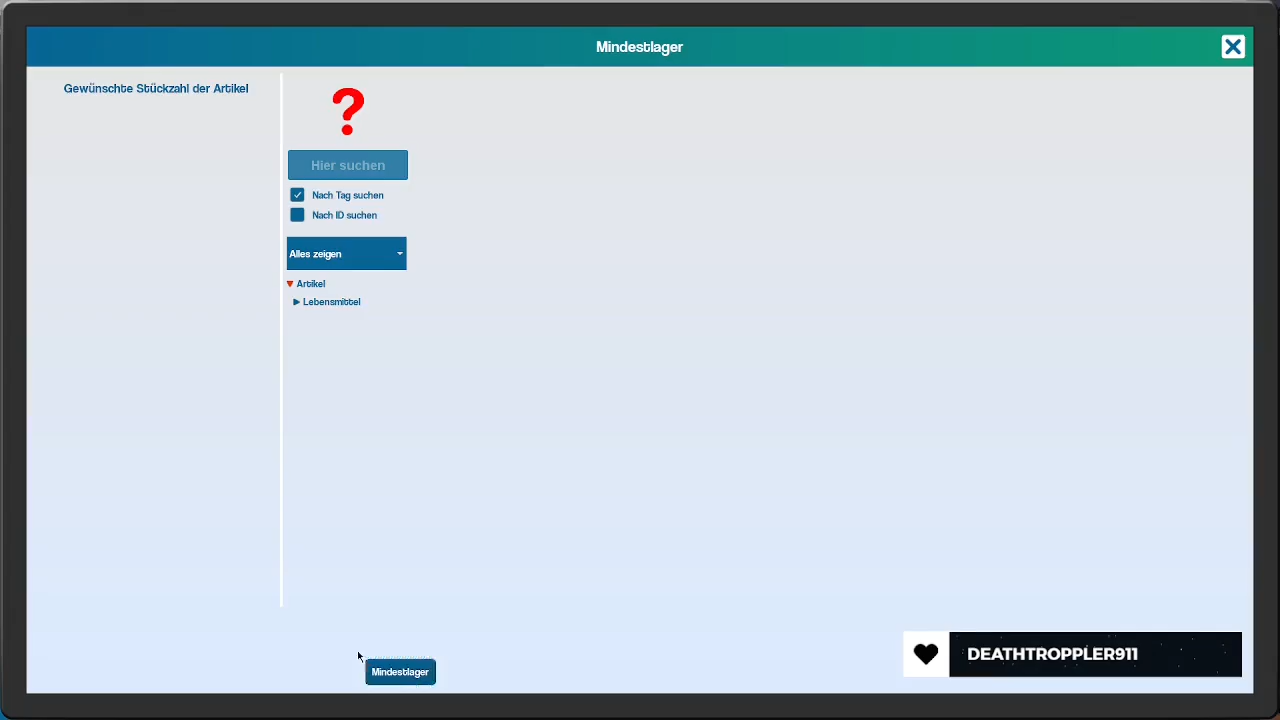 Mindestlager
Gewünschte Stückzahl der Artikel
?
Hier suchen
Nach Tag suchen
Nach ID suchen
Alles zeigen
Artikel
Lebensmittel
Mindestlager
DEATHTROPPLER911